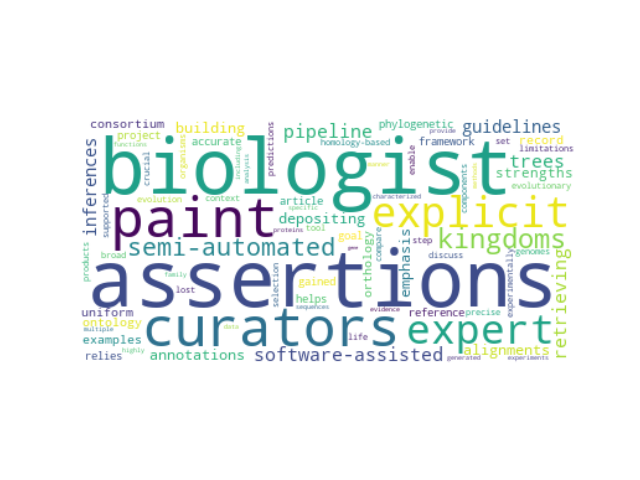 consortium
phylogenetic
provide
project
building
pipeline
guidelines
functions
accurate
homology-based
framework
set
record
limitations
biologist
trees
strengths
evolutionary
inferences
supported
crucial
organisms
including
analysis
predictions
enable
components
manner
characterized
evolution
context
article
specific
paint
explicit
depositing
tool
proteins
semi-automated
goal
gee
kingdoms
compare
orthology
emphasis
step
discuss
genomes
experimentally
retrieving
products
broad
family
lost
assertions
selection
gained
helps
sequences
uniform
ontology
multiple
examples
relies
highly
data
curators
evidence
life
reference
precise
expert
annotations
software-assisted
generated
alignments
experiments